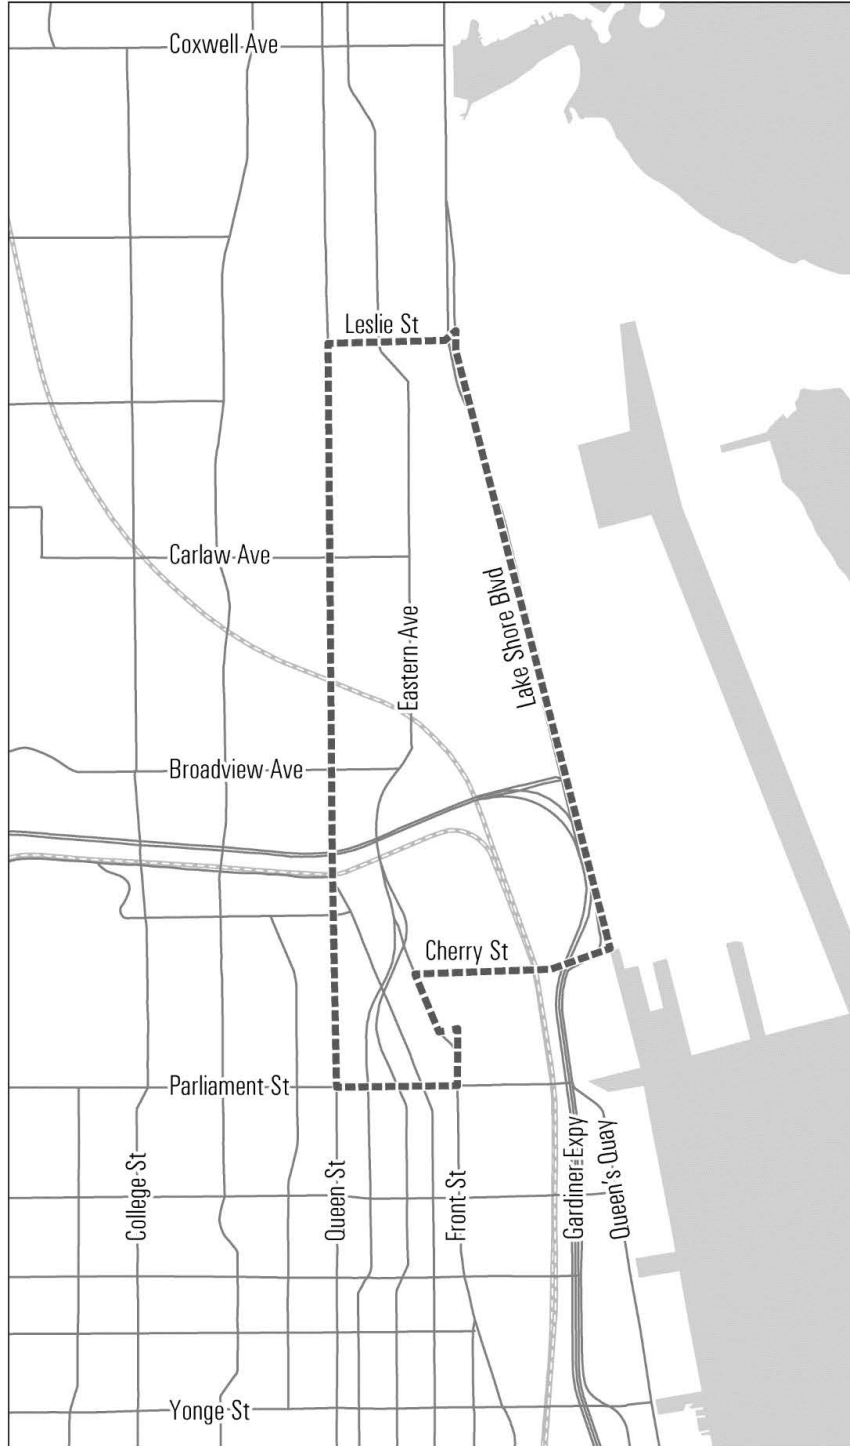 Coxwell Ave
Leslie St
Carlaw Ave
Eastern Ave
Lake Shore Blvd
Broadview Ave
Cherry St
Parliament St
College St
Queen St
Front St
Gardiner Expy
Queen's Quay
Yonge St